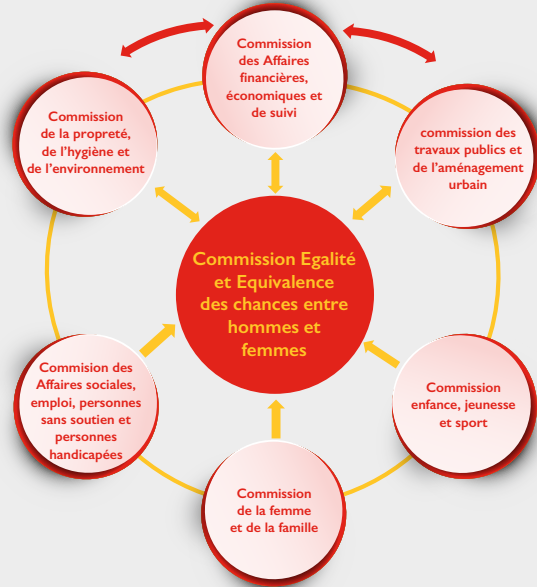 Commission
des Affaires
financières,
économiques et
de suivi
Commission
de la propreté,
de l'hygiène et
de l'environnement
commission des
travaux publics et
de l'aménagement
urbain
Commission Egalité
et Equivalence
des chances entre
hommes et
femmes
Commision des
Affaires sociales,
emploi, personnes
sans soutien et
personnes
handicapées
Commission
enfance, jeunesse
et sport
Commission
de la femme
et de la famille